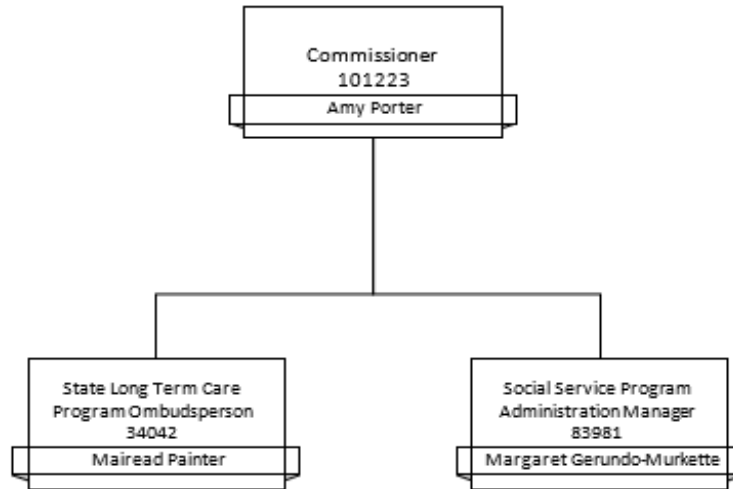 Commissioner
101223
Amy Porter
State Long Term Care
Program Ombudsperson
34042
Mairead Painter
Social Service Program
Administration Manager
83981
Margaret Gerundo-Murkette